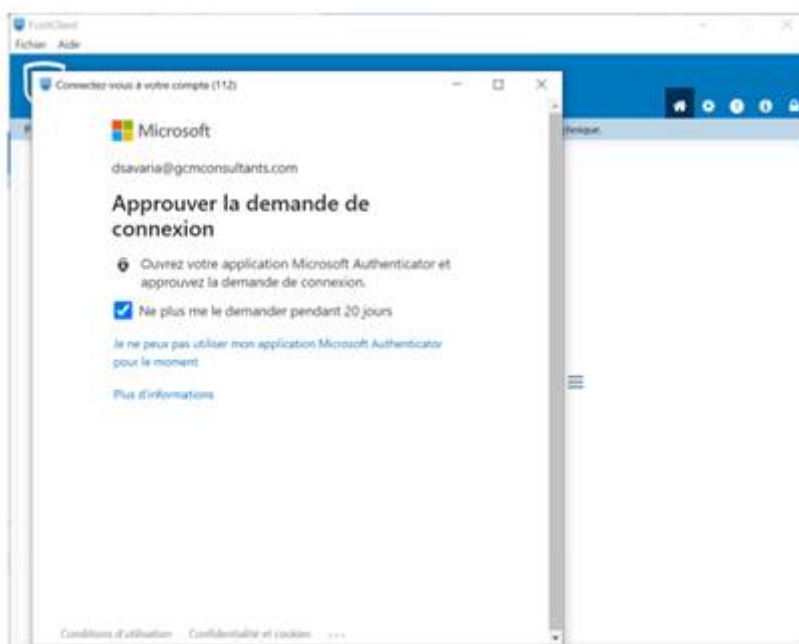 FortiClient
Fichier Aide
Connectez-vous à votre compte (112)
chnique.
Microsoft
dsavaria@gcmconsultants.com
Approuver la demande de
connexion
Ouvrez votre application Microsoft Authenticator et
approuvez la demande de connexion.
Ne plus me le demander pendant 20 jours
Je ne peux pas utiliser mon application Microsoft Authenticator
pour le moment
Plus d'informations
Conditions d'utilisation Confidentialité et cookies ...